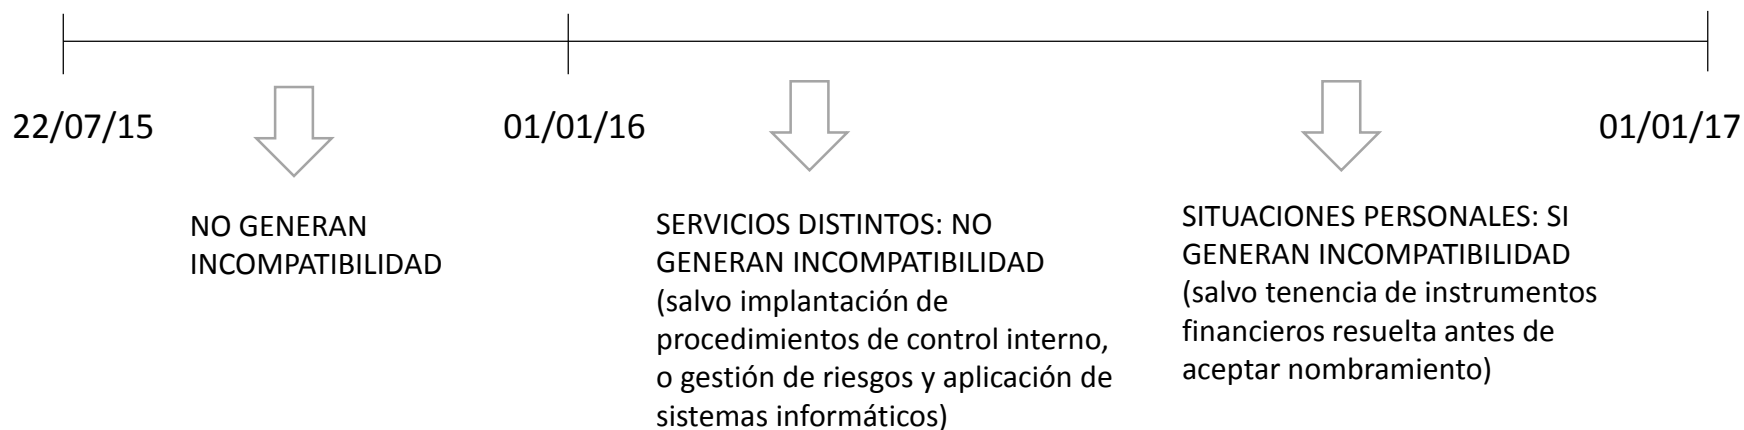 22/07/15
01/01/16
01/01/17
NO GENERAN
INCOMPATIBILIDAD
SERVICIOS DISTINTOS: NO
GENERAN INCOMPATIBILIDAD
(salvo implantación de
procedimientos de control interno,
o gestión de riesgos y aplicación de
sistemas informáticos)
SITUACIONES PERSONALES: SI
GENERAN INCOMPATIBILIDAD
(salvo tenencia de instrumentos
financieros resuelta antes de
aceptar nombramiento)